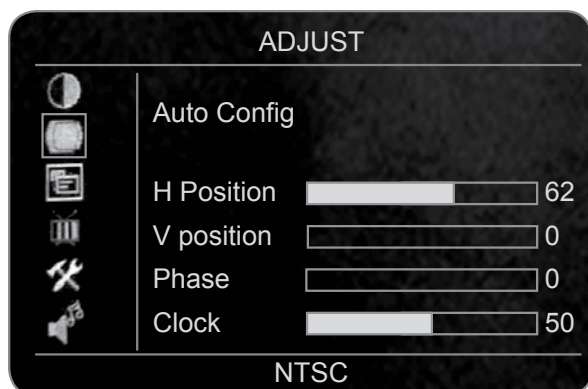 ADJUST
Auto Config
H Position 62
V position 0
Phase 0
Clock 50
NTSC